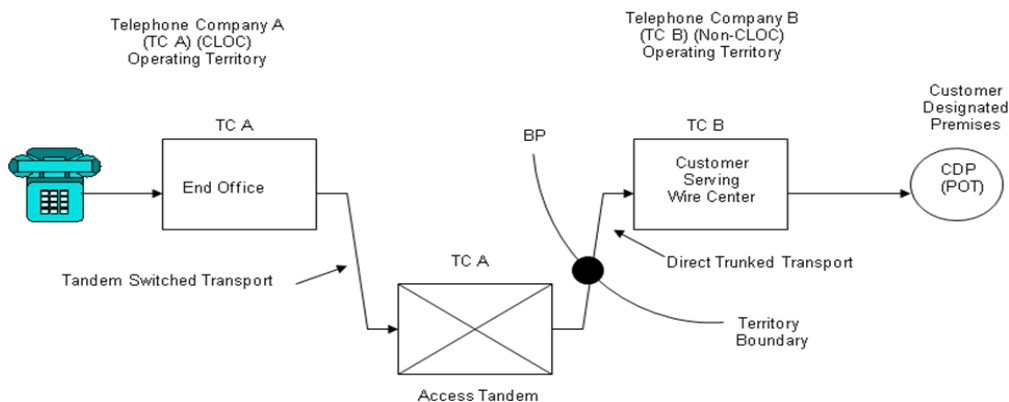 Telephone Company A
(TC A) (CLOC)
Operating Territory
Telephone Company B
(TC B) (Non-CLOC)
Operating Territory
Customer
Designated
Premises
TC A
End Office
BP
TC B
Customer
Serving
Wire Center
CDP
(POT)
Tandem Switched Transport
TC A
Direct Trunked Transport
Territory
Boundary
Access Tandem